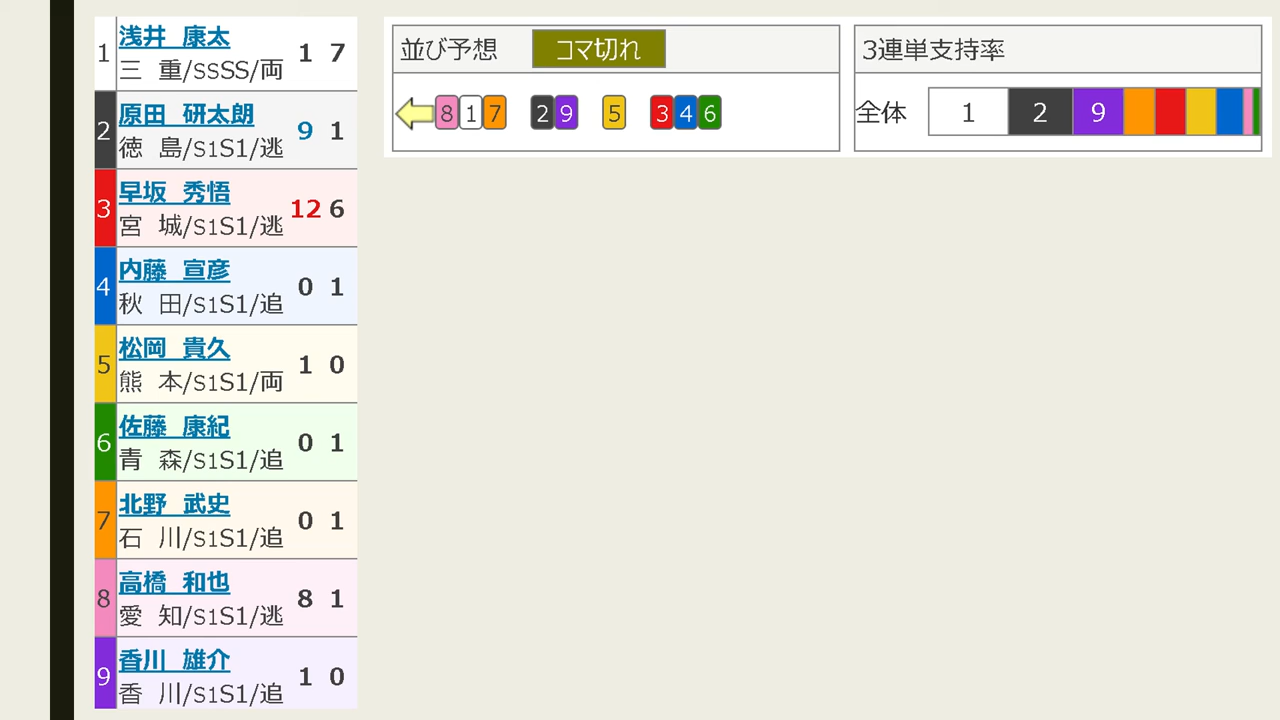 1 浅井 康太 1 7
三 重/SSSS/両
2 原田 研太朗 9 1
徳 島/S1S1/逃
3 早坂 秀悟 12 6
宮 城/S1S1/逃
4 内藤 宣彦 0 1
秋 田/S1S1/追
5 松岡 貴久 1 0
熊 本/S1S1/両
6 佐藤 康紀 0 1
青 森/S1S1/追
7 北野 武史 0 1
石 川/S1S1/追
8 高橋 和也 8 1
愛 知/S1S1/逃
9 香川 雄介 1 0
香 川/S1S1/追
並び予想 コマ切れ
8 1 7 2 9 5 3 4 6
3連単支持率
全体 1 2 9